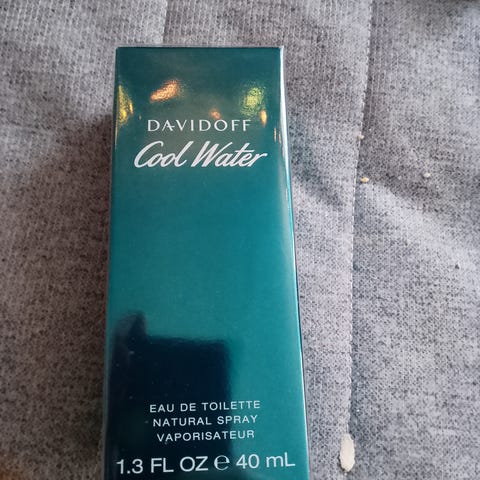 DAVIDOFF
Cool Water
EAU DE TOILETTE
NATURAL SPRAY
VAPORISATEUR
1.3 FL OZ ℮ 40 mL